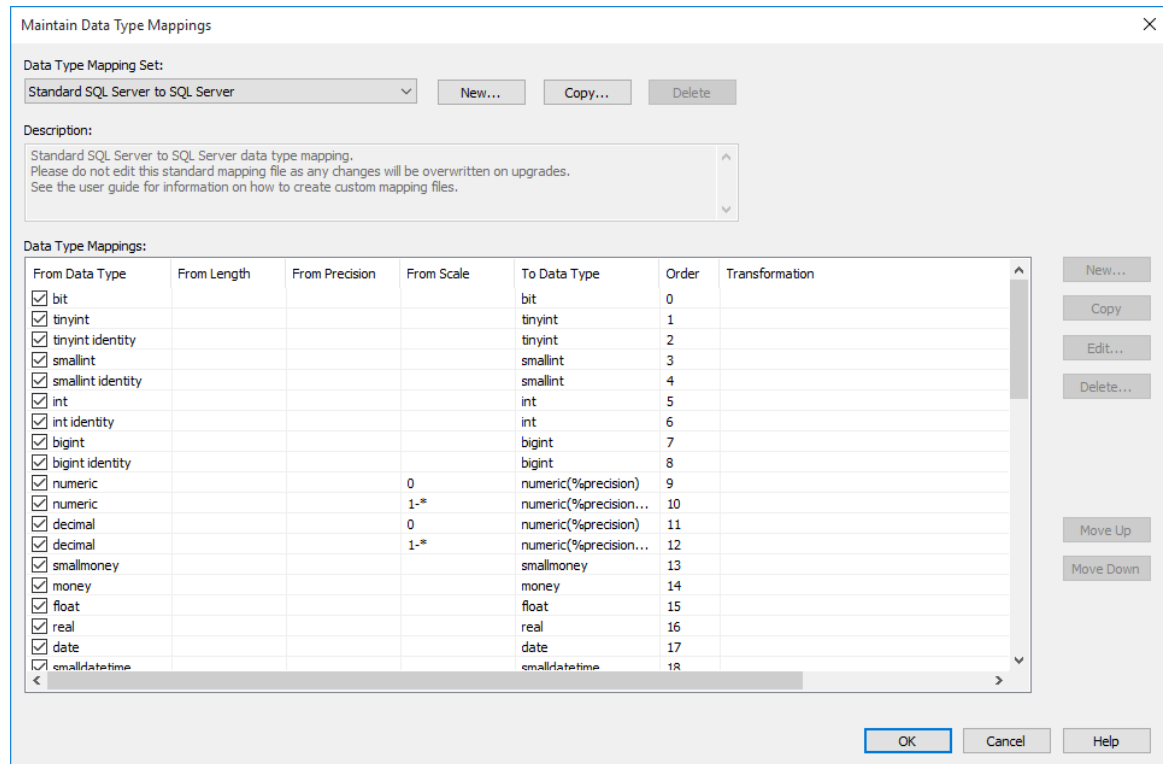 Maintain Data Type Mappings
Data Type Mapping Set:
Standard SQL Server to SQL Server New... Copy... Delete
Description:
Standard SQL Server to SQL Server data type mapping.
Please do not edit this standard mapping file as any changes will be overwritten on upgrades.
See the user guide for information on how to create custom mapping files.
Data Type Mappings:
From Data Type From Length From Precision From Scale To Data Type Order Transformation
bit bit 0
tinyint tinyint 1
tinyint identity tinyint 2
smallint smallint 3
smallint identity smallint 4
int int 5
int identity int 6
bigint bigint 7
bigint identity bigint 8
numeric 0 numeric(%precision) 9
numeric 1-* numeric(%precision... 10
decimal 0 numeric(%precision) 11
decimal 1-* numeric(%precision... 12
smallmoney smallmoney 13
money money 14
float float 15
real real 16
date date 17
smalldatetime smalldatetime 18
New...
Copy
Edit...
Delete...
Move Up
Move Down
OK Cancel Help